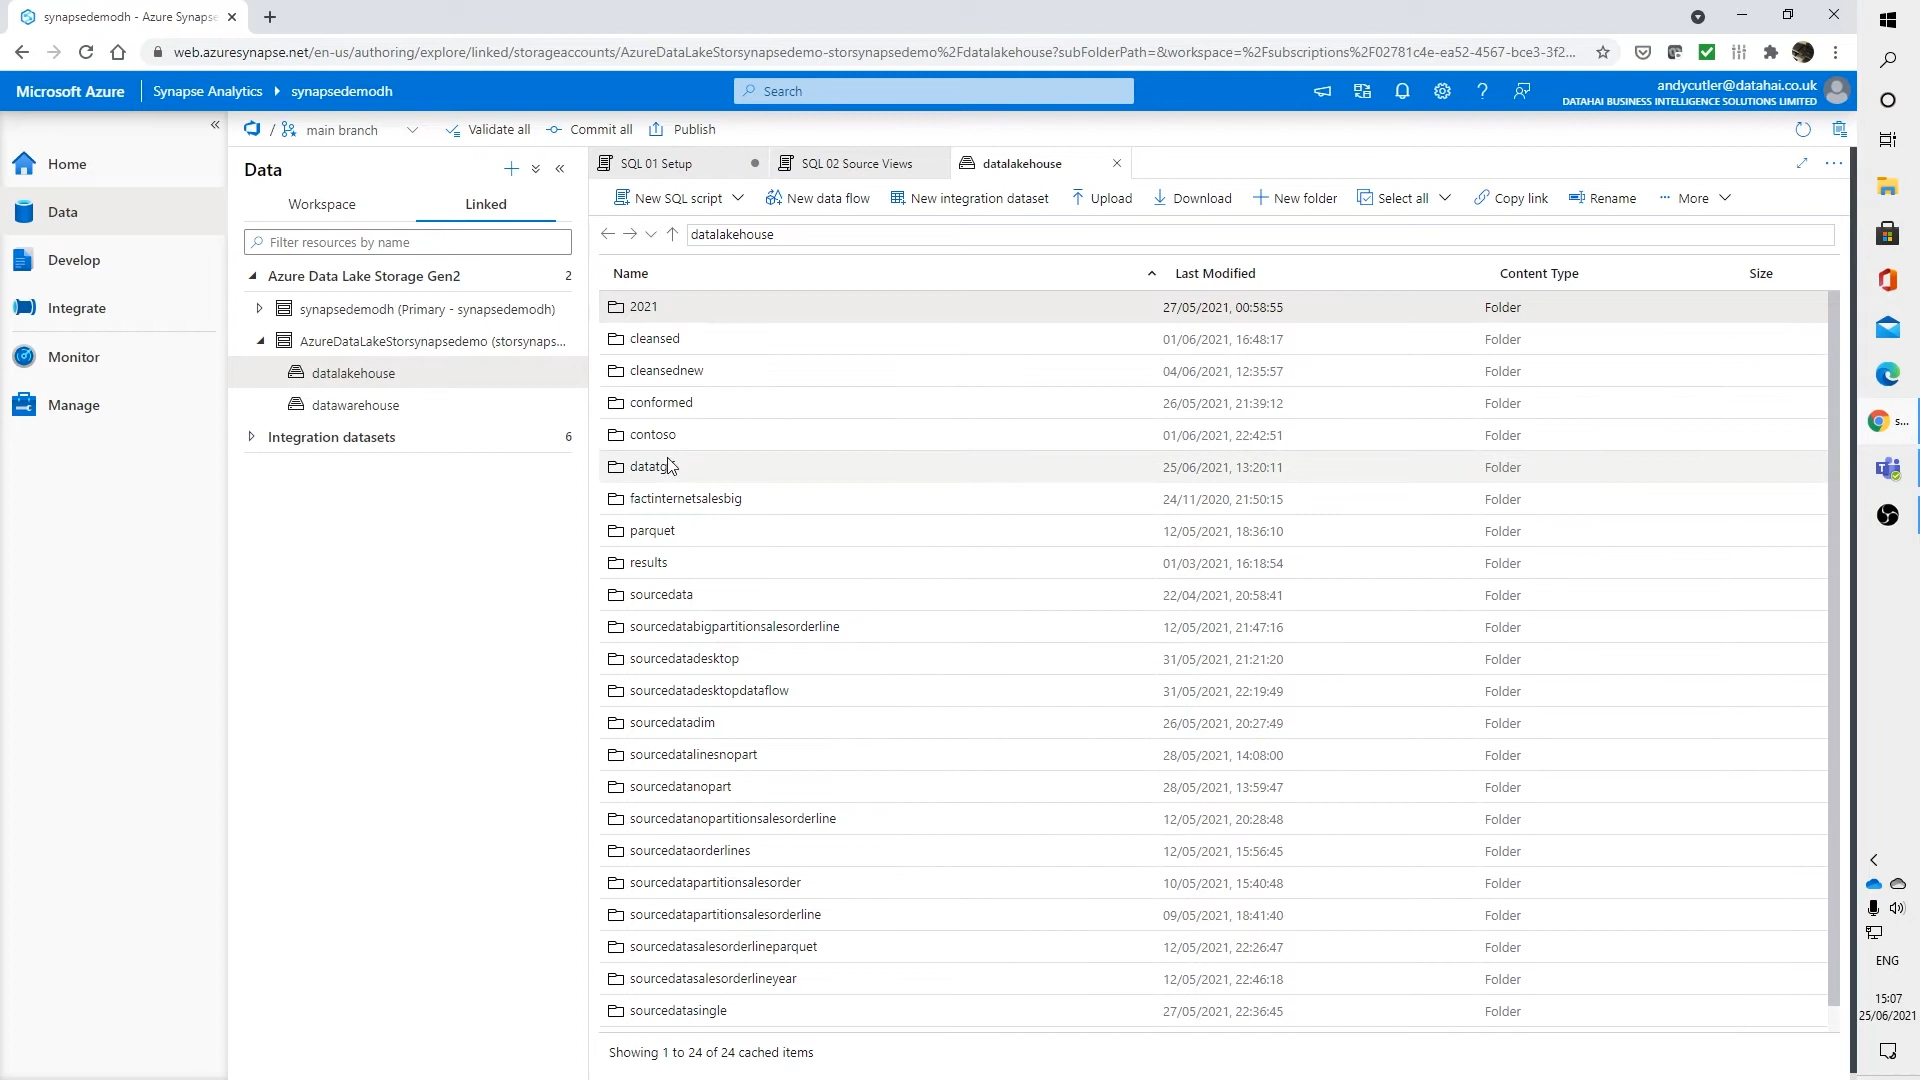 synapsedemodh - Azure Synapse
web.azuresynapse.net/en-us/authoring/explore/linked/storageaccounts/AzureDataLakeStorsynapsedemo-storsynapsedemo%2Fdatalakehouse?subFolderPath=&workspace=%2Fsubscriptions%2F02781c4e-ea52-4567-bce3-3f2...
Microsoft Azure
Synapse Analytics
synapsedemodh
Search
andycutler@datahai.co.uk
DATAHAI BUSINESS INTELLIGENCE SOLUTIONS LIMITED
/ main branch
Validate all
Commit all
Publish
Home
Data
Develop
Integrate
Monitor
Manage
Data
Workspace
Linked
Filter resources by name
Azure Data Lake Storage Gen2 2
synapsedemodh (Primary - synapsedemodh)
AzureDataLakeStorsynapsedemo (storsynaps...
datalakehouse
datawarehouse
Integration datasets 6
SQL 01 Setup
SQL 02 Source Views
datalakehouse
New SQL script
New data flow
New integration dataset
Upload
Download
New folder
Select all
Copy link
Rename
More
datalakehouse
Name Last Modified Content Type Size
2021 27/05/2021, 00:58:55 Folder
cleansed 01/06/2021, 16:48:17 Folder
cleansednew 04/06/2021, 12:35:57 Folder
conformed 26/05/2021, 21:39:12 Folder
contoso 01/06/2021, 22:42:51 Folder
25/06/2021, 13:20:11 Folder
factinternetsalesbig 24/11/2020, 21:50:15 Folder
parquet 12/05/2021, 18:36:10 Folder
results 01/03/2021, 16:18:54 Folder
sourcedata 22/04/2021, 20:58:41 Folder
sourcedatabigpartitionsalesorderline 12/05/2021, 21:47:16 Folder
sourcedatadesktop 31/05/2021, 21:21:20 Folder
sourcedatadesktopdataflow 31/05/2021, 22:19:49 Folder
sourcedatadim 26/05/2021, 20:27:49 Folder
sourcedatalinesnopart 28/05/2021, 14:08:00 Folder
sourcedatanopart 28/05/2021, 13:59:47 Folder
sourcedatanopartitionsalesorderline 12/05/2021, 20:28:48 Folder
sourcedataorderlines 12/05/2021, 15:56:45 Folder
sourcedatapartitionsalesorder 10/05/2021, 15:40:48 Folder
sourcedatapartitionsalesorderline 09/05/2021, 18:41:40 Folder
sourcedatasalesorderlineparquet 12/05/2021, 22:26:47 Folder
sourcedatasalesorderlineyear 12/05/2021, 22:46:18 Folder
sourcedatasingle 27/05/2021, 22:36:45 Folder
Showing 1 to 24 of 24 cached items
s...
ENG
15:07
25/06/2021